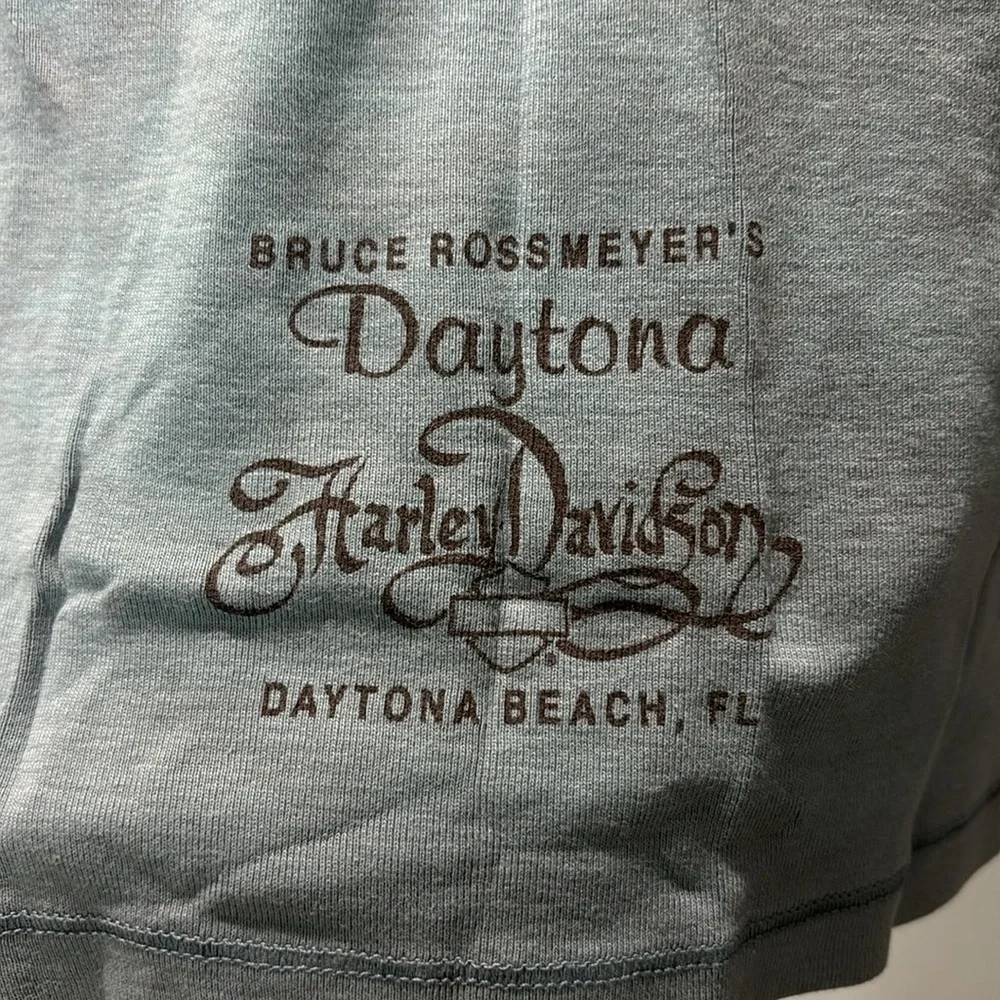 BRUCE ROSSMEYER'S
Daytona
Harley Davidson
®
DAYTONA BEACH, FL